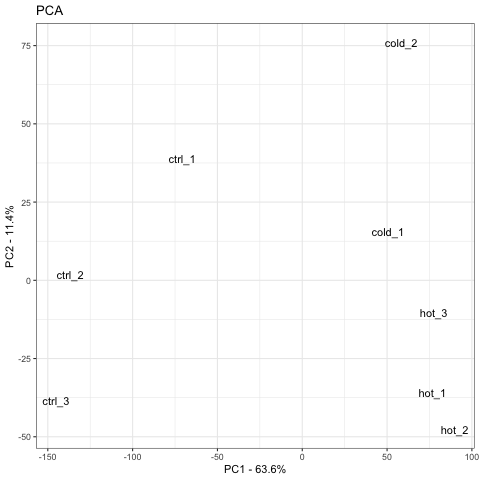 PCA
cold_2
75
50
ctrl_1
25
cold_1
PC2 - 11.4%
ctrl_2
0
hot_3
-25
hot_1
ctrl_3
hot_2
-50
-150
-100
-50
0
50
100
PC1 - 63.6%